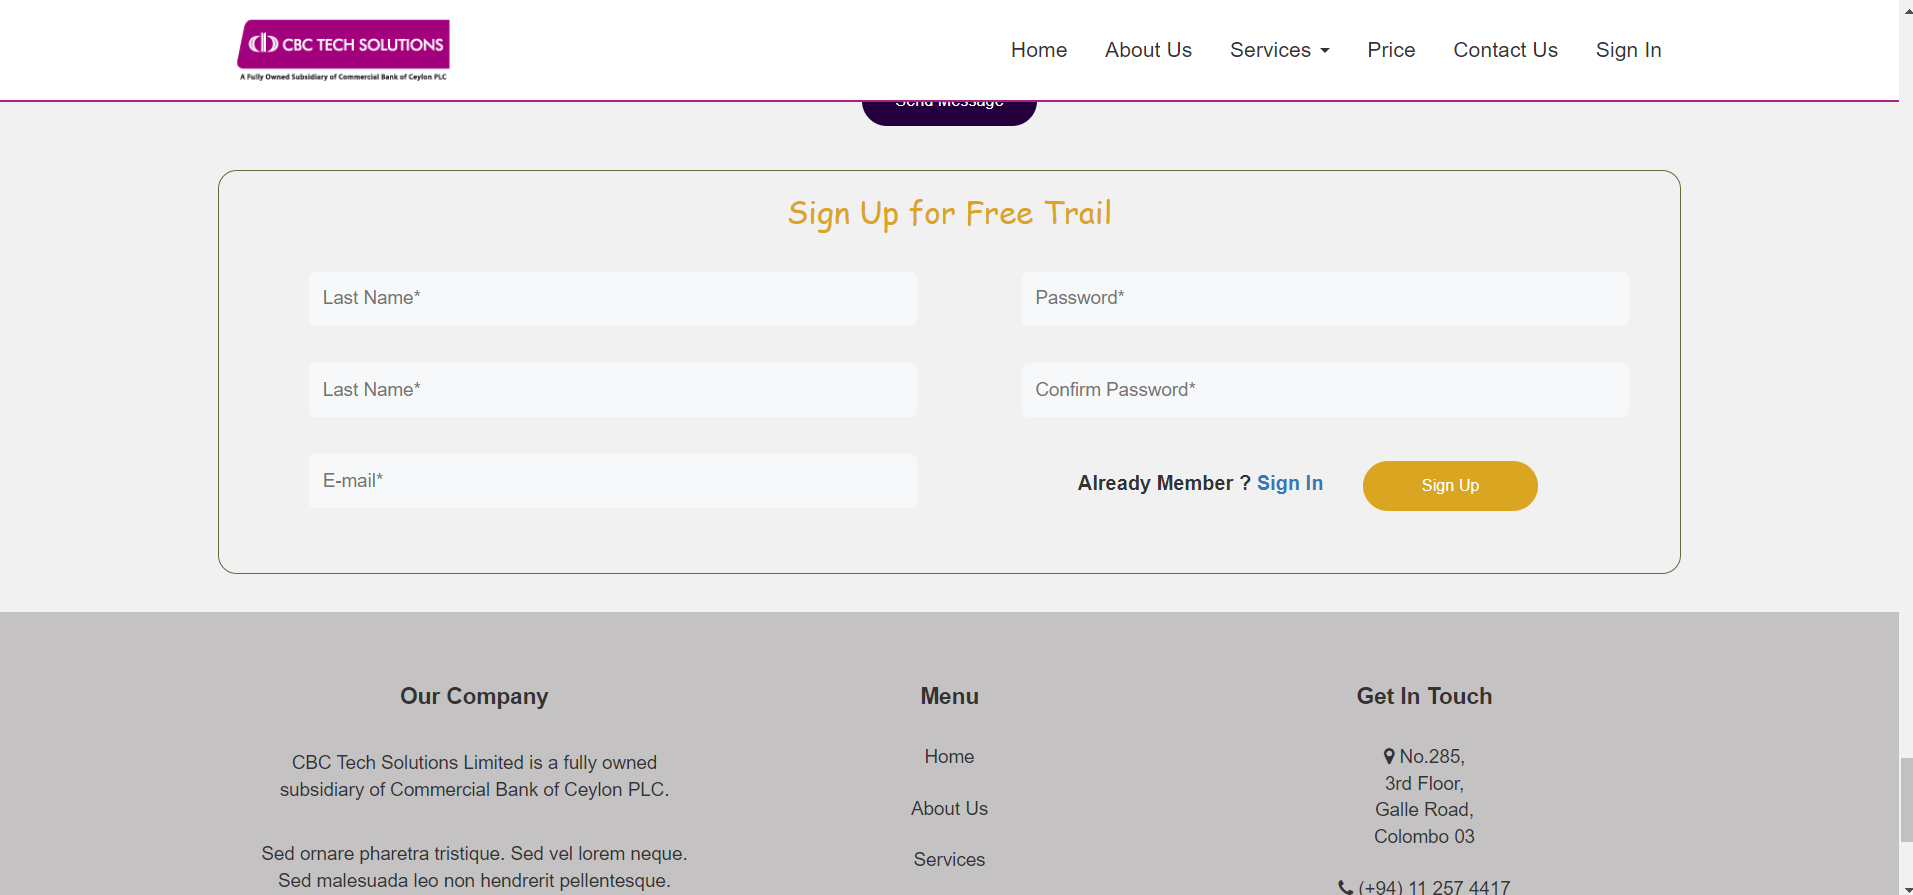 CBC TECH SOLUTIONS
A Fully Owned Subsidiary of Commercial Bank of Ceylon PLC
Home About Us Services Price Contact Us Sign In
Send Message
Sign Up for Free Trail
Last Name* Password*
Last Name* Confirm Password*
E-mail* Already Member ? Sign In Sign Up
Our Company Menu Get In Touch
CBC Tech Solutions Limited is a fully owned
subsidiary of Commercial Bank of Ceylon PLC.
Sed ornare pharetra tristique. Sed vel lorem neque.
Sed malesuada leo non hendrerit pellentesque.
Home
About Us
Services
No.285,
3rd Floor,
Galle Road,
Colombo 03
(+94) 11 257 4417